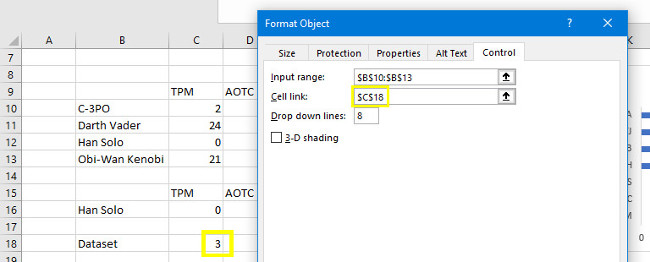 Format Object ? ×
A B C D K
Size Protection Properties Alt Text Control
7
8
Input range: $B$10:$B$13
9 TPM AOTC
Cell link: $C$18
10 C-3PO 2
Drop down lines: 8
11 Darth Vader 24
3-D shading
12 Han Solo 0
13 Obi-Wan Kenobi 21
14
15 TPM AOTC
16 Han Solo 0
17
18 Dataset 3
19
A
U
B
H
A
C
M
0